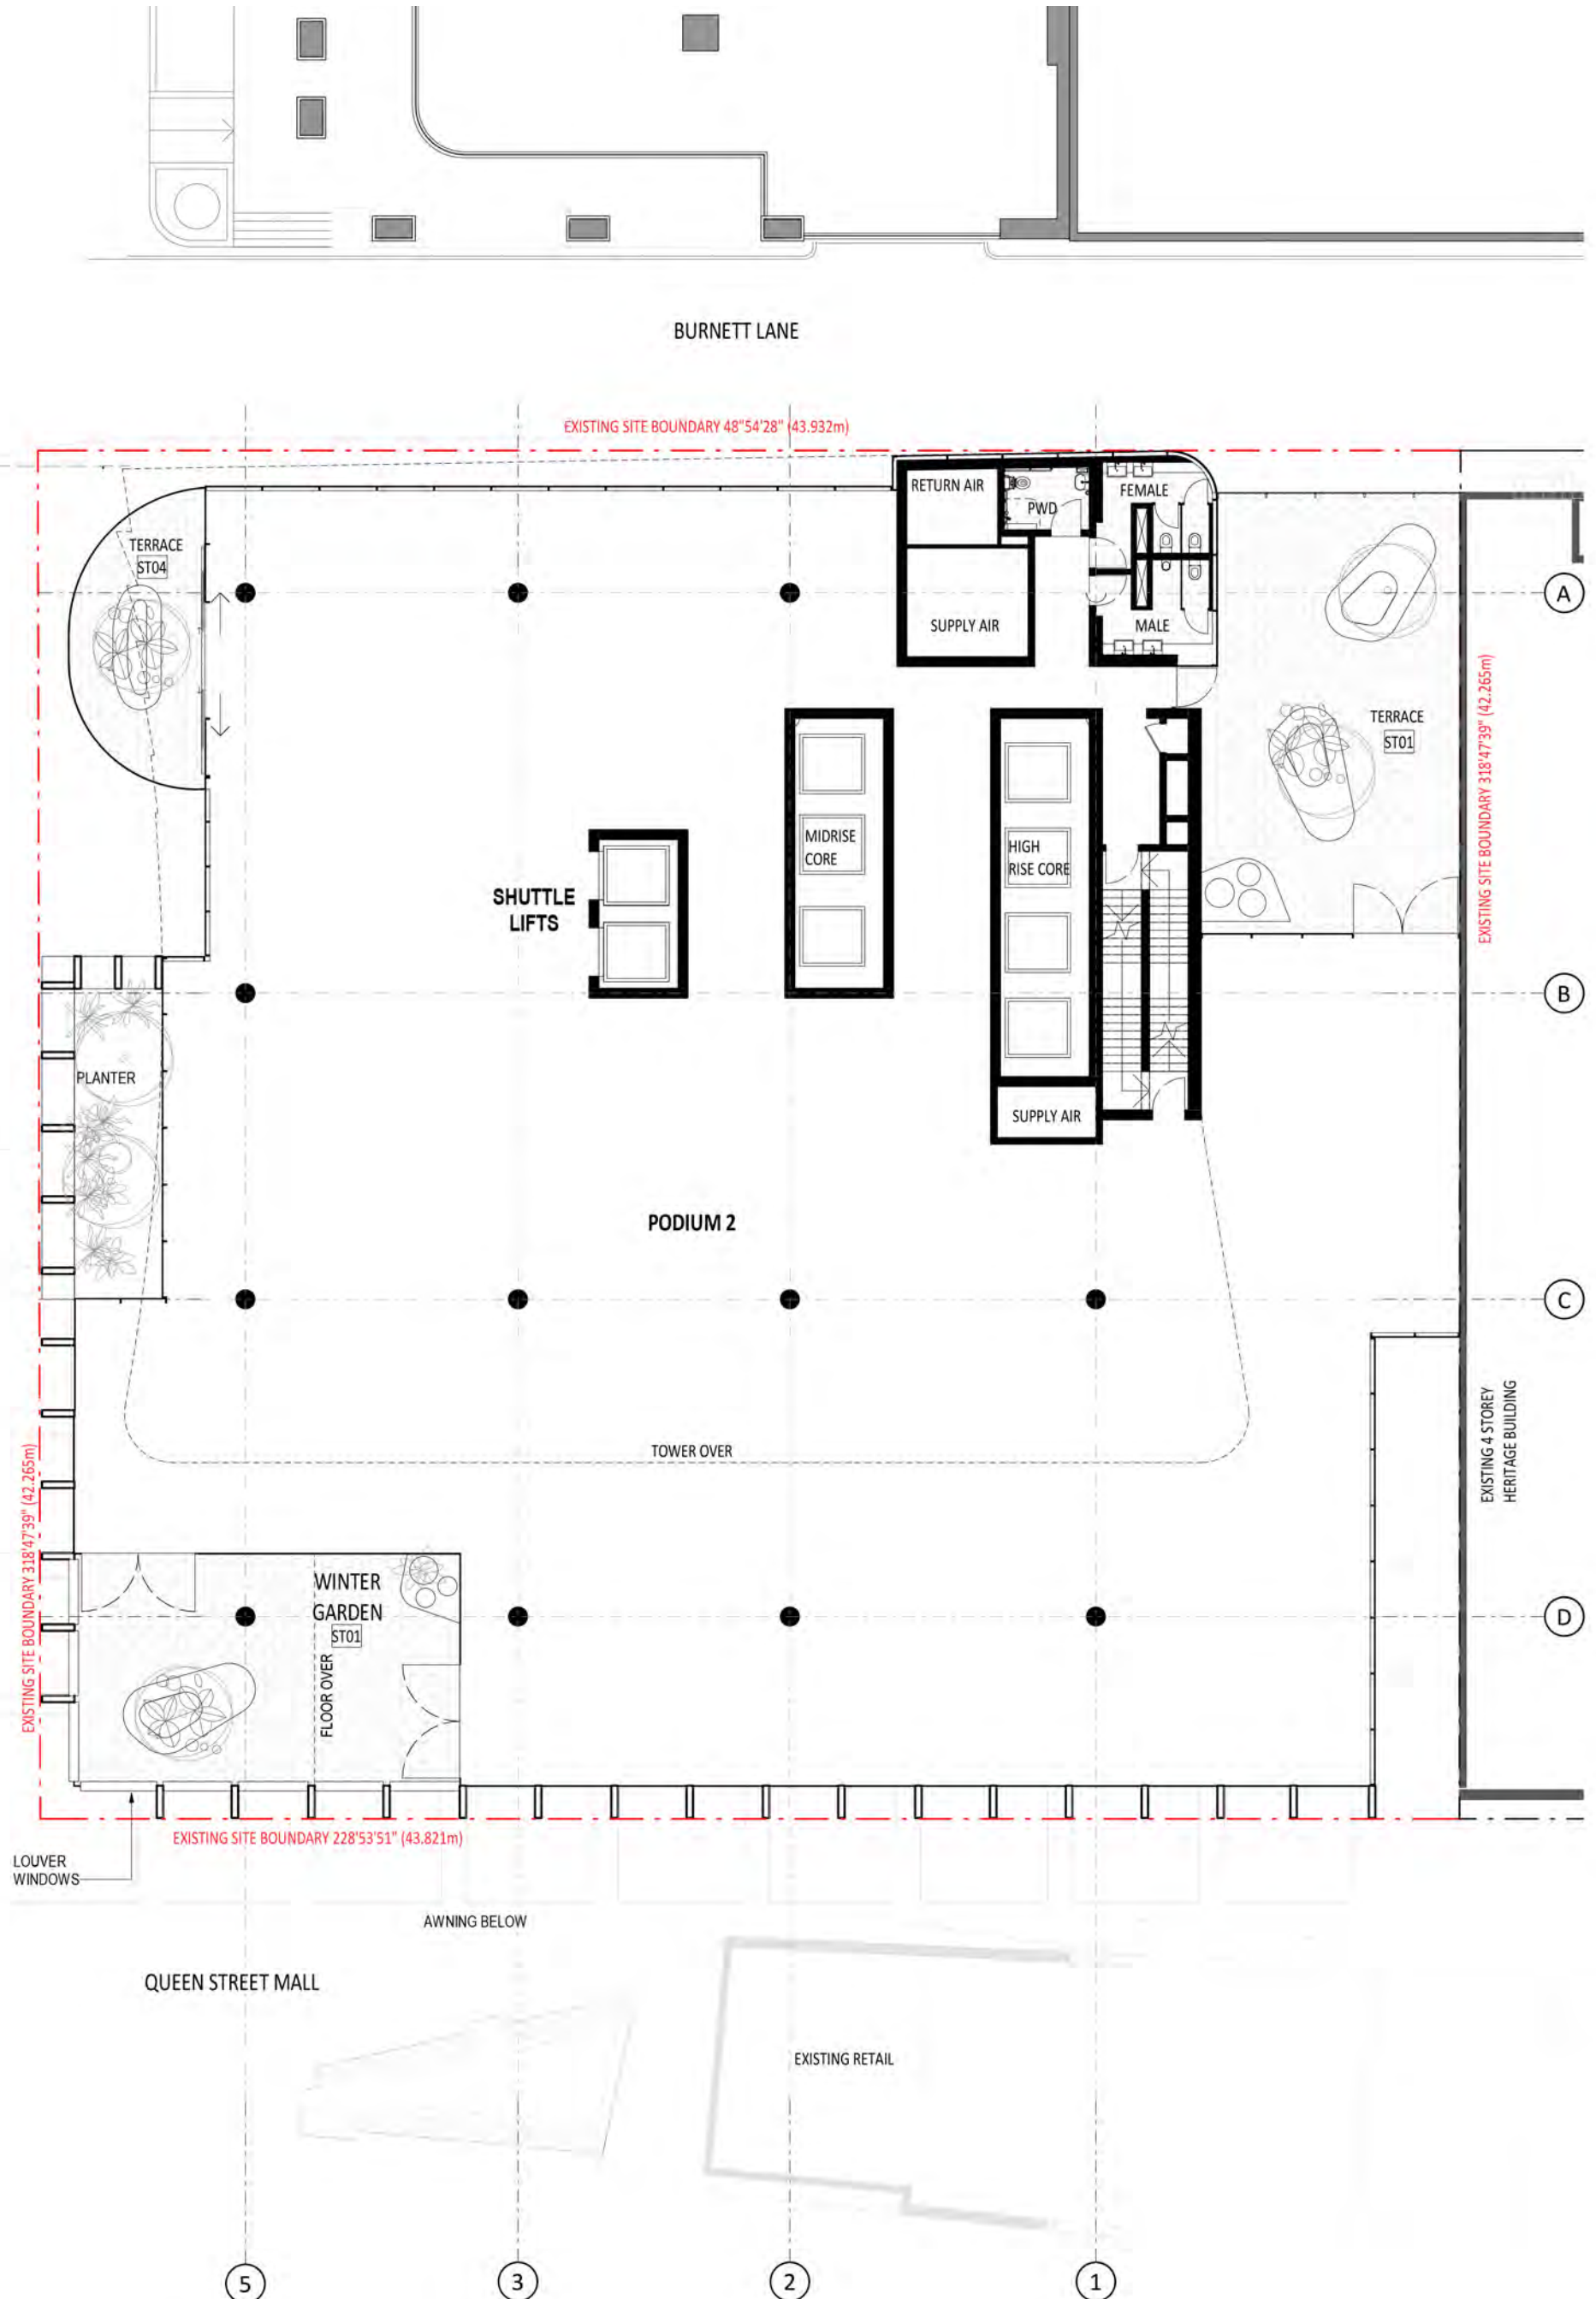 BURNETT LANE
EXISTING SITE BOUNDARY 48"54'28" (43.932m)
RETURN AIR
PWD
FEMALE
TERRACE
ST04
A
SUPPLY AIR
MALE
TERRACE
ST01
EXISTING SITE BOUNDARY 318'47'39" (42.265m)
MIDRISE
CORE
HIGH
RISE CORE
SHUTTLE
LIFTS
B
PLANTER
SUPPLY AIR
PODIUM 2
C
TOWER OVER
EXISTING 4 STOREY
HERITAGE BUILDING
EXISTING SITE BOUNDARY 318'47'39" (42.265m)
WINTER
GARDEN
ST01
FLOOR OVER
D
EXISTING SITE BOUNDARY 228'53'51" (43.821m)
LOUVER
WINDOWS
AWNING BELOW
QUEEN STREET MALL
EXISTING RETAIL
5
3
2
1